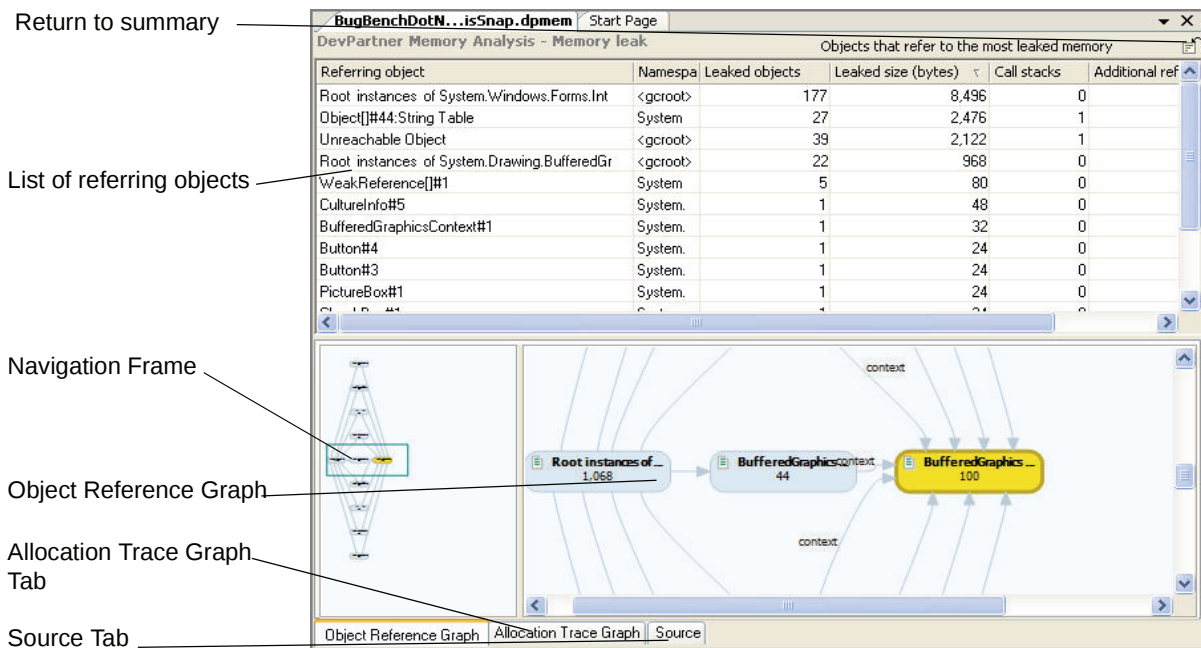 Return to summary
BugBenchDotN...isSnap.dpmem Start Page
DevPartner Memory Analysis - Memory leak
Objects that refer to the most leaked memory
Referring object Namespa Leaked objects Leaked size (bytes) Call stacks Additional ref
Root instances of System.Windows.Forms.Int <gcroot> 177 8,496 0
Object[]#44:String Table System 27 2,476 1
Unreachable Object <gcroot> 39 2,122 1
Root instances of System.Drawing.BufferedGr <gcroot> 22 968 0
WeakReference[]#1 System 5 80 0
CultureInfo#5 System. 1 48 0
BufferedGraphicsContext#1 System. 1 32 0
Button#4 System. 1 24 0
Button#3 System. 1 24 0
PictureBox#1 System. 1 24 0
List of referring objects
Navigation Frame
Object Reference Graph
Allocation Trace Graph
Tab
Source Tab
context
Root instances of ...
1,068
BufferedGraphics...
44
context
BufferedGraphics ...
100
context
Object Reference Graph Allocation Trace Graph Source